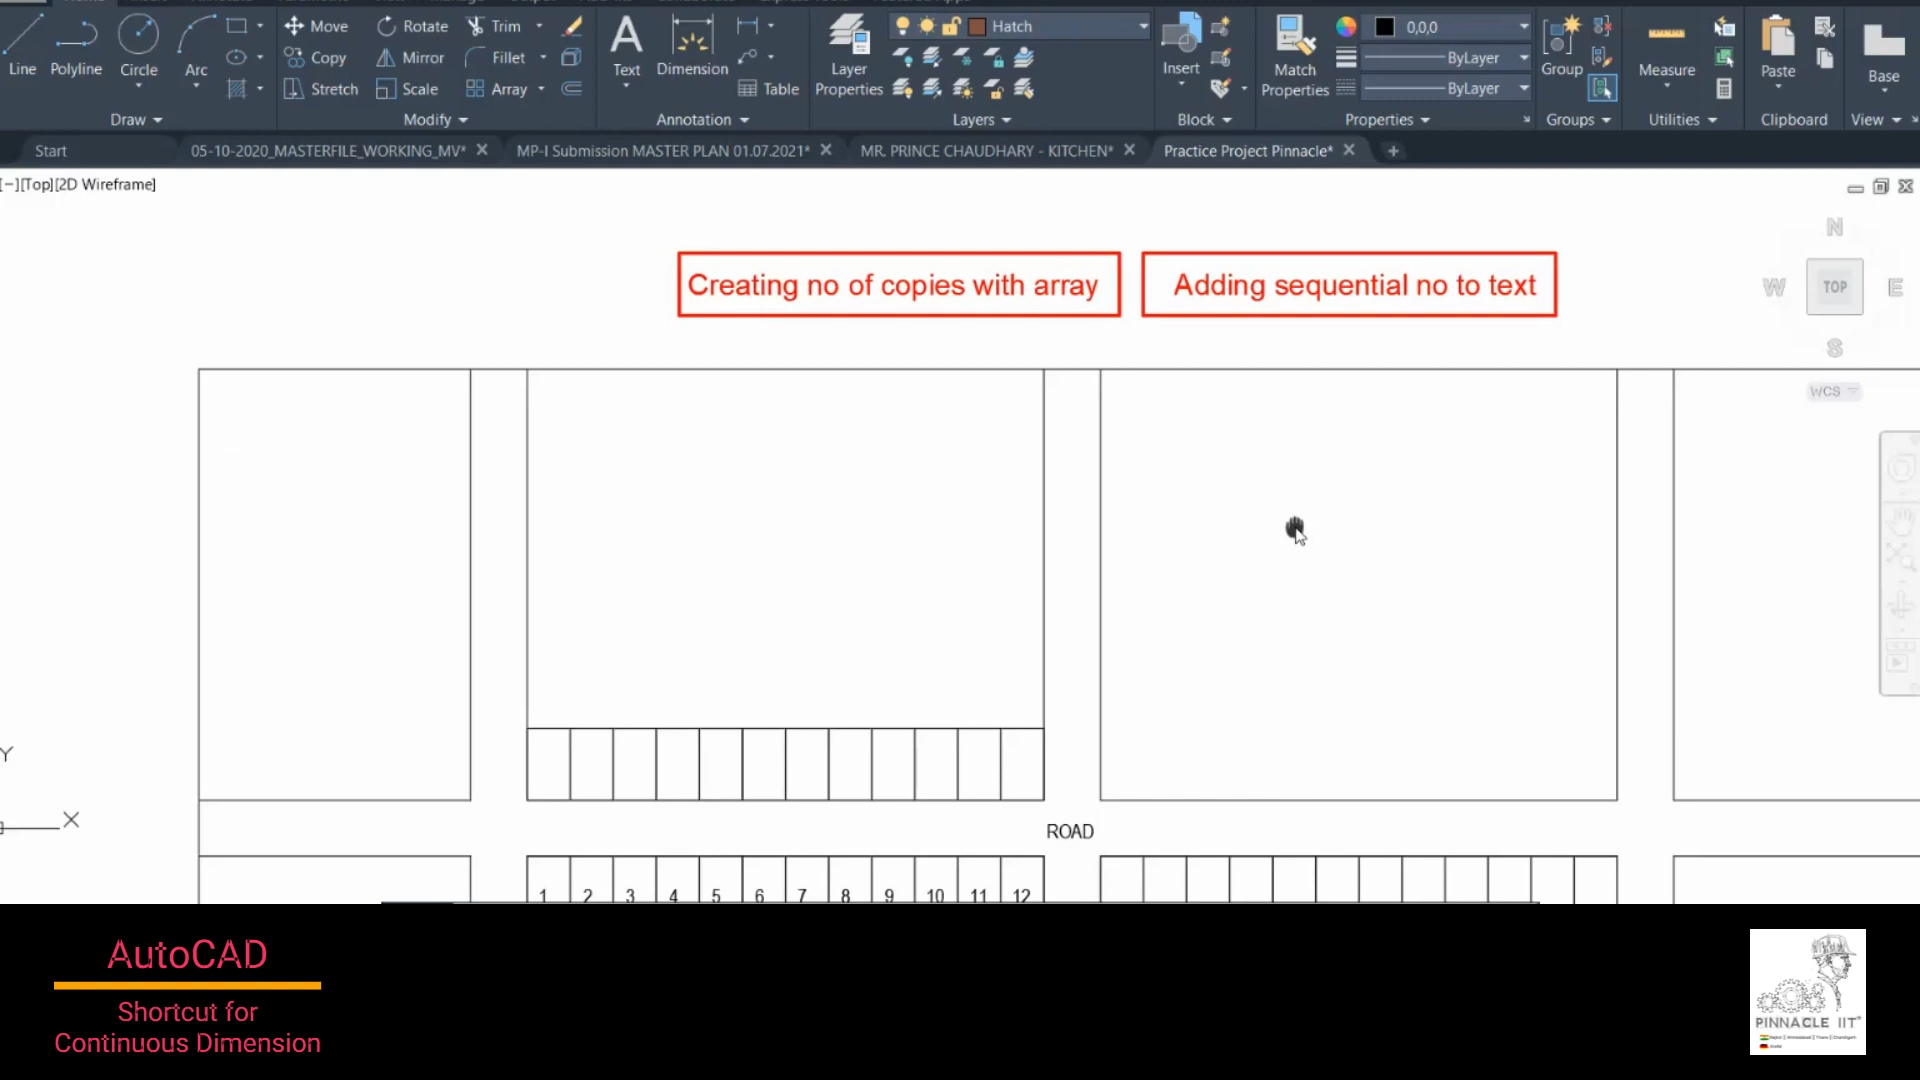 Line
Polyline
Circle
Arc
Move
Rotate
Trim
Copy
Mirror
Fillet
Stretch
Scale
Array
Text
Dimension
Table
Layer
Properties
Hatch
Insert
Match
Properties
0,0,0
ByLayer
ByLayer
Group
Measure
Paste
Base
Draw
Modify
Annotation
Layers
Block
Properties
Groups
Utilities
Clipboard
View
Start
05-10-2020_MASTERFILE_WORKING_MV*
MP-I Submission MASTER PLAN 01.07.2021*
MR. PRINCE CHAUDHARY - KITCHEN*
Practice Project Pinnacle*
[−][Top][2D Wireframe]
Creating no of copies with array
Adding sequential no to text
N
W
TOP
E
S
WCS
Y
X
ROAD
1 2 3 4 5 6 7 8 9 10 11 12
AutoCAD
Shortcut for
Continuous Dimension
PINNACLE IIT